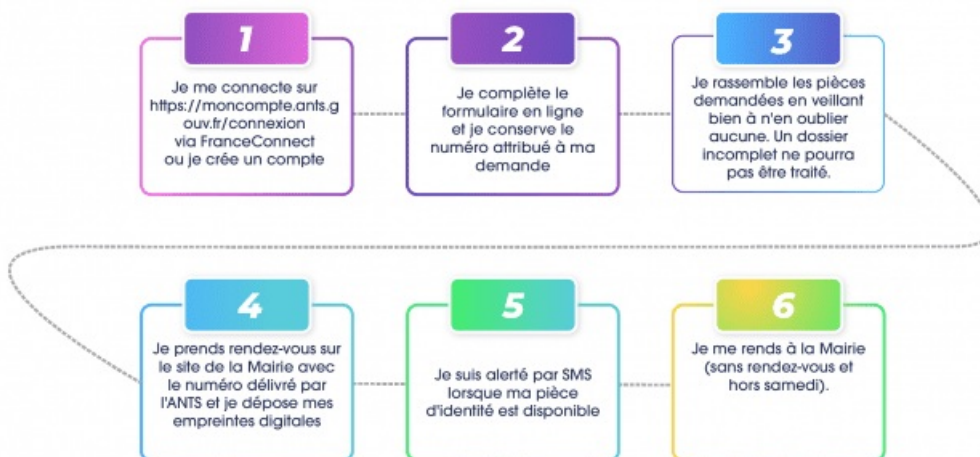 1
Je me connecte sur
https://moncompte.ants.g
ouv.fr/connexion
via FranceConnect
ou je crée un compte
2
Je complète le
formulaire en ligne
et je conserve le
numéro attribué à ma
demande
3
Je rassemble les pièces
demandées en veillant
bien à n'en oublier
aucune. Un dossier
incomplet ne pourra
pas être traité.
4
Je prends rendez-vous sur
le site de la Mairie avec
le numéro délivré par
l'ANTS et je dépose mes
empreintes digitales
5
Je suis alerté par SMS
lorsque ma pièce
d'identité est disponible
6
Je me rends à la Mairie
(sans rendez-vous et
hors samedi).